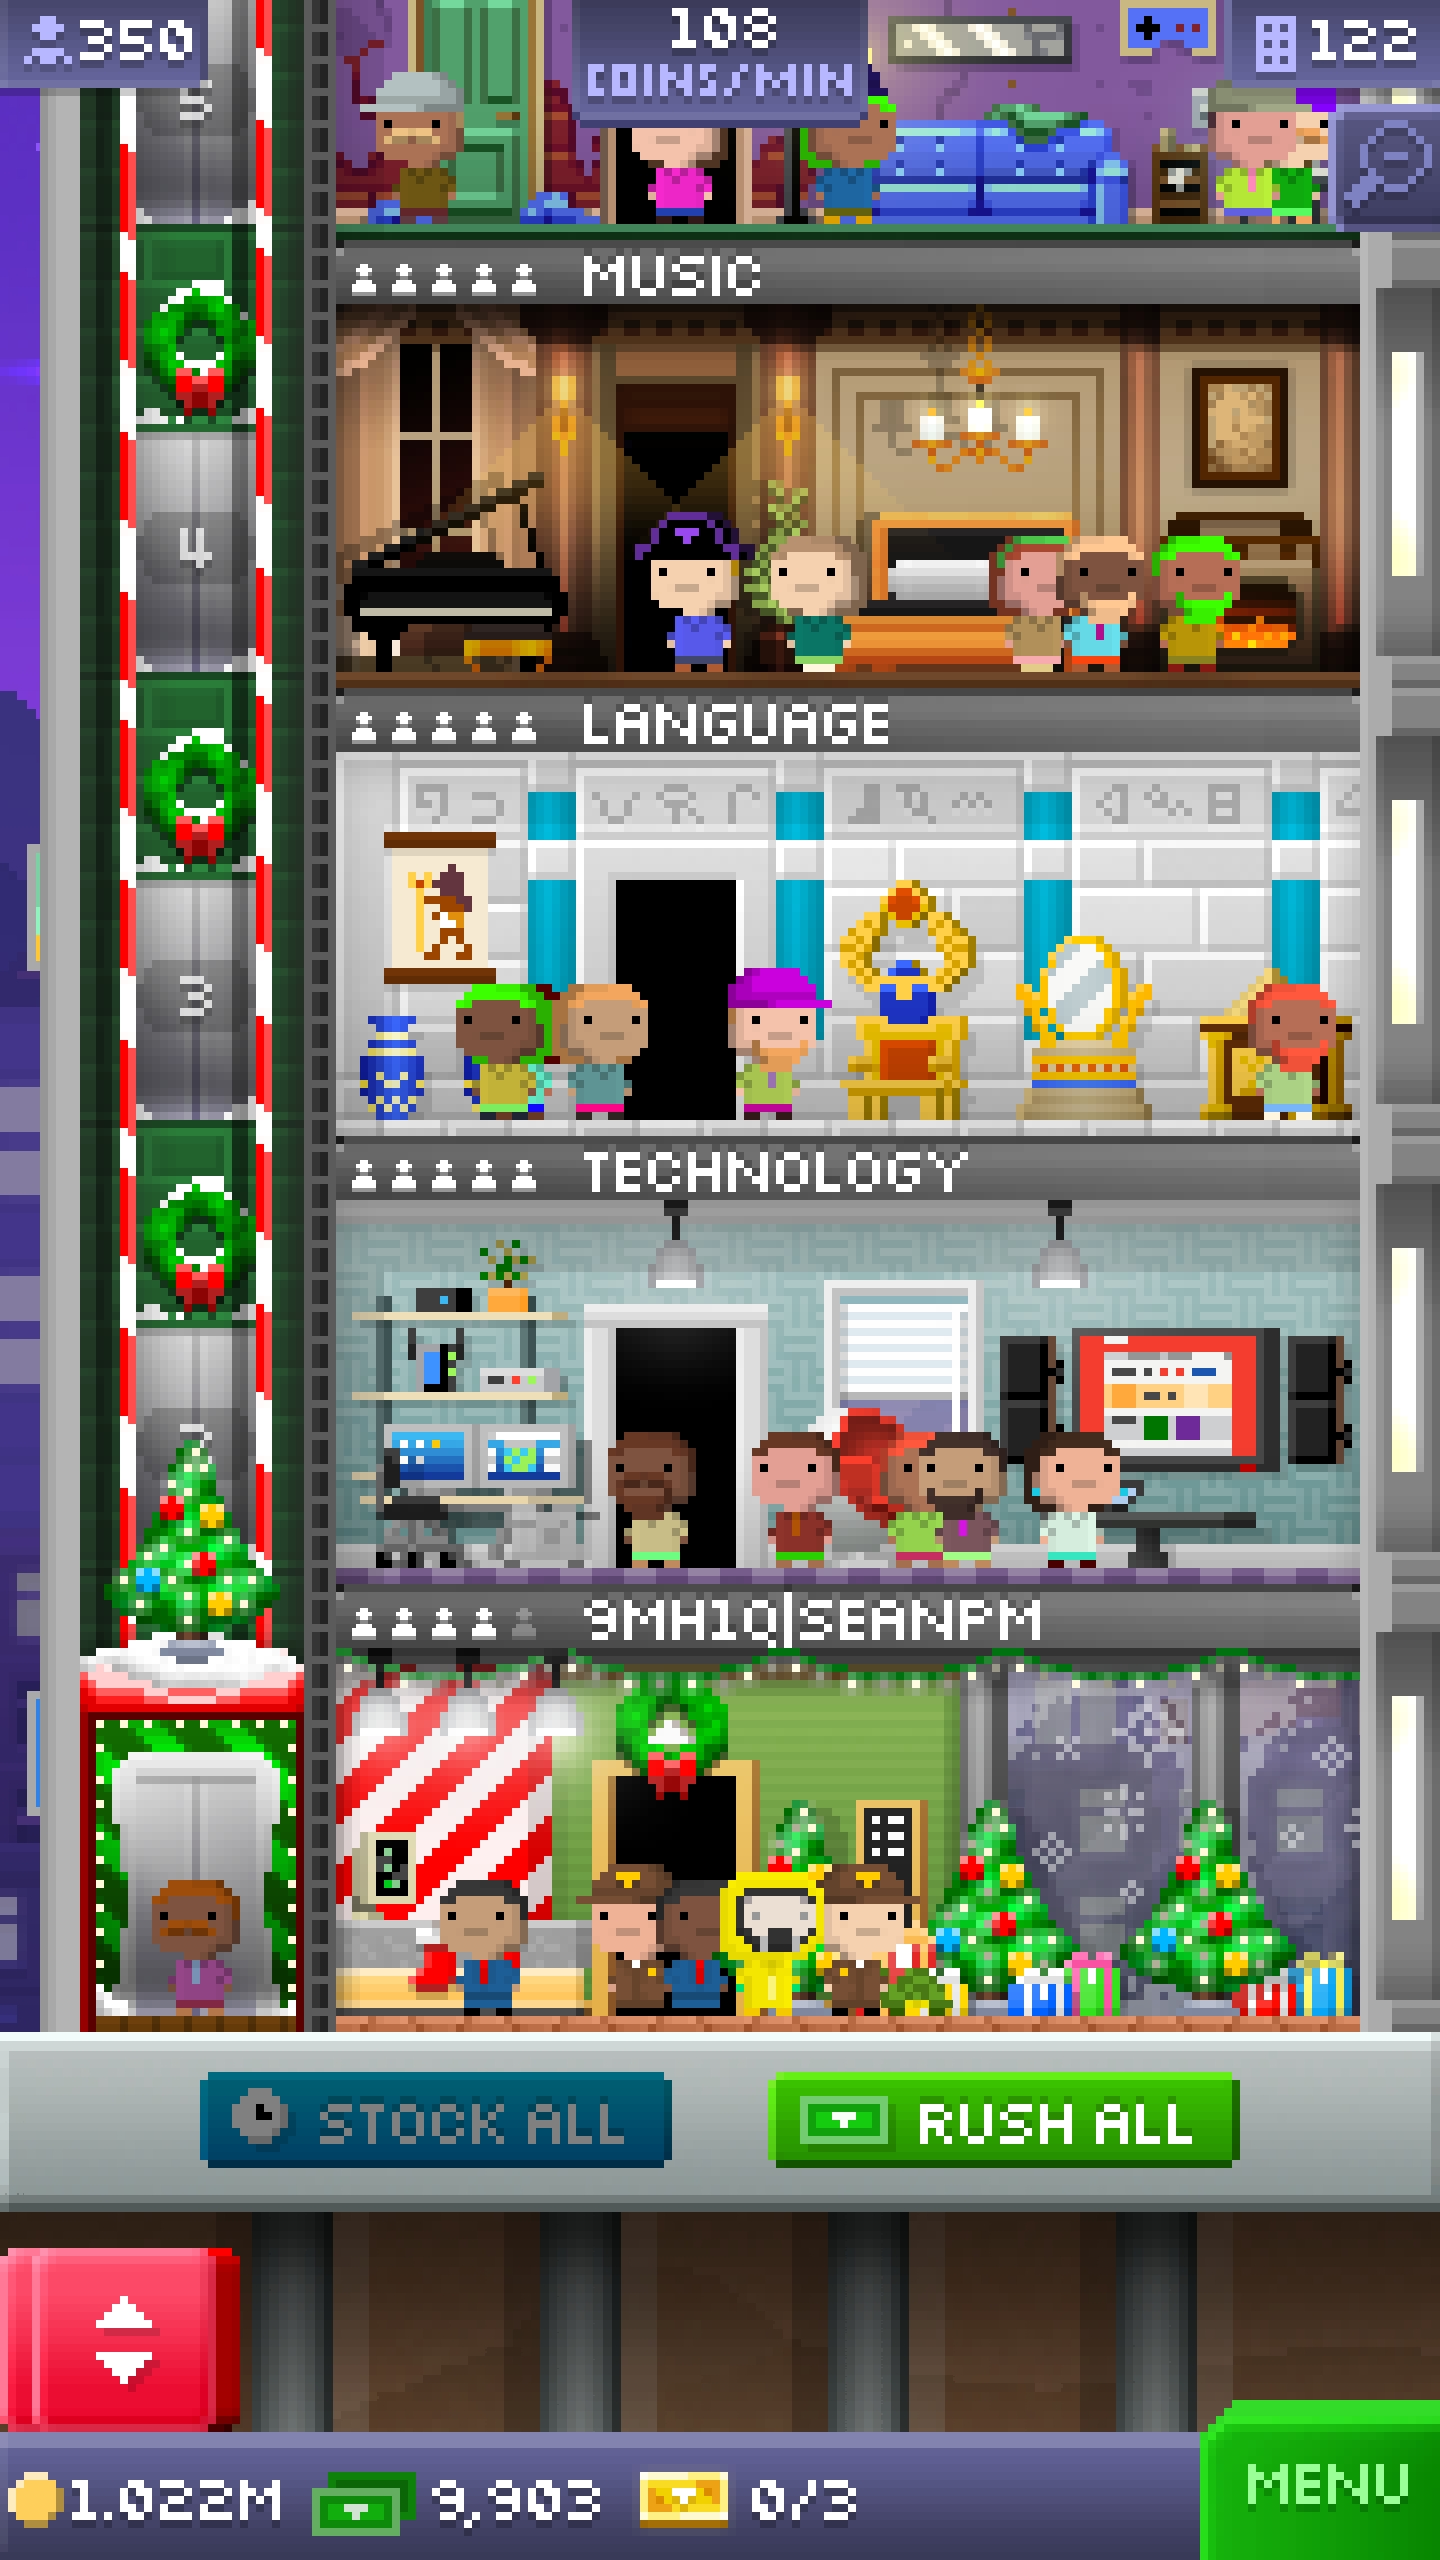 350
108
COINS/MIN
122
5
MUSIC
4
LANGUAGE
3
TECHNOLOGY
9MH1Q|SEANPM
STOCK ALL
RUSH ALL
1.022M
9,903
0/3
MENU